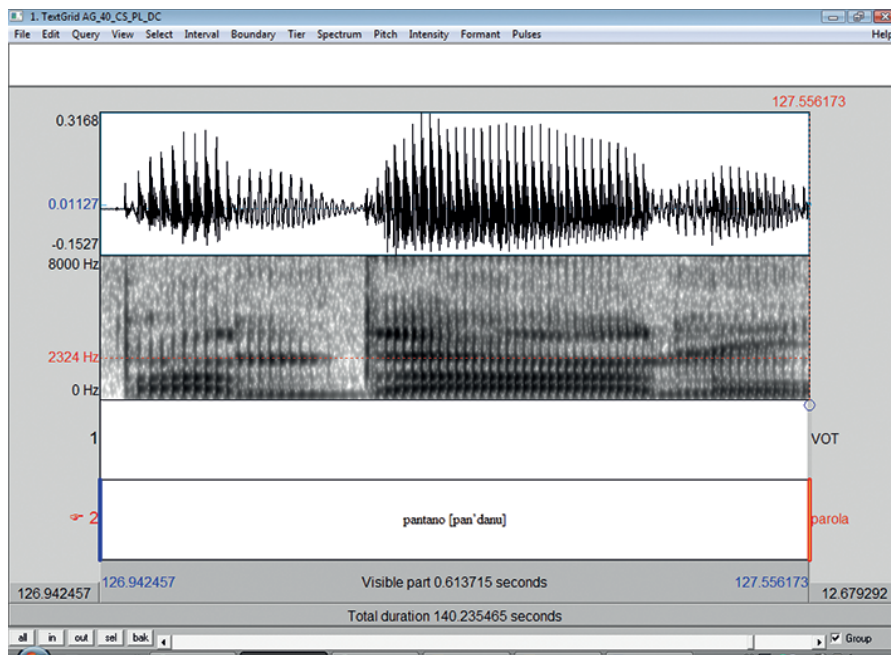 1. TextGrid AG_40_CS_PL_DC
File Edit Query View Select Interval Boundary Tier Spectrum Pitch Intensity Formant Pulses Help
127.556173
0.3168
0.01127
-0.1527
8000 Hz
2324 Hz
0 Hz
1 VOT
2 pantano [panˈdanu] parola
126.942457 Visible part 0.613715 seconds 127.556173
126.942457 12.679292
Total duration 140.235465 seconds
all in out sel bak Group